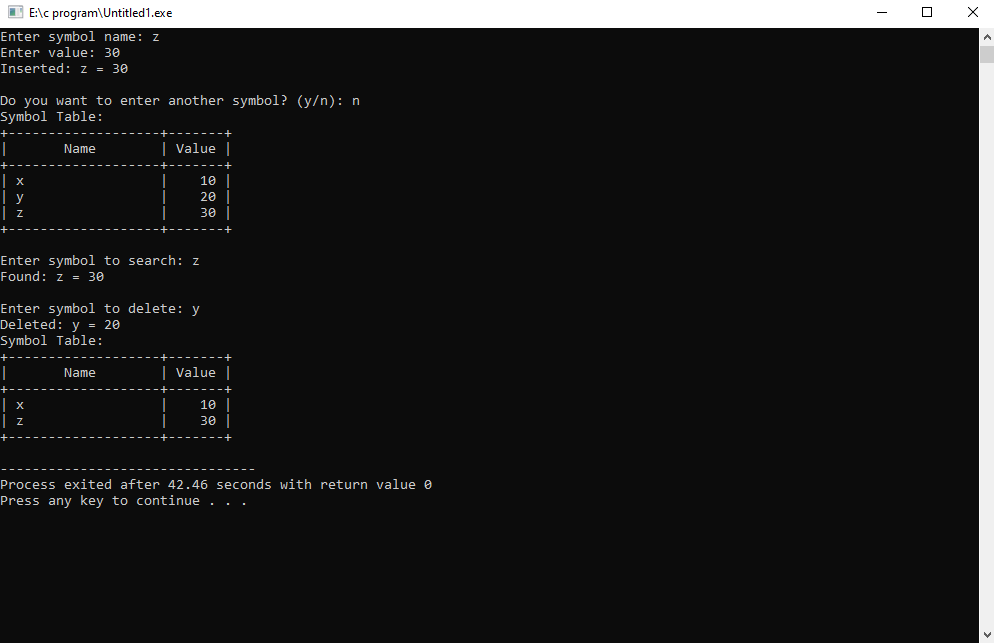 E:\c program\Untitled1.exe
Enter symbol name: z
Enter value: 30
Inserted: z = 30
Do you want to enter another symbol? (y/n): n
Symbol Table:
+-------------------+-------+
|       Name        | Value |
+-------------------+-------+
| x                 |    10 |
| y                 |    20 |
| z                 |    30 |
+-------------------+-------+
Enter symbol to search: z
Found: z = 30
Enter symbol to delete: y
Deleted: y = 20
Symbol Table:
+-------------------+-------+
|       Name        | Value |
+-------------------+-------+
| x                 |    10 |
| z                 |    30 |
+-------------------+-------+
--------------------------------
Process exited after 42.46 seconds with return value 0
Press any key to continue . . .